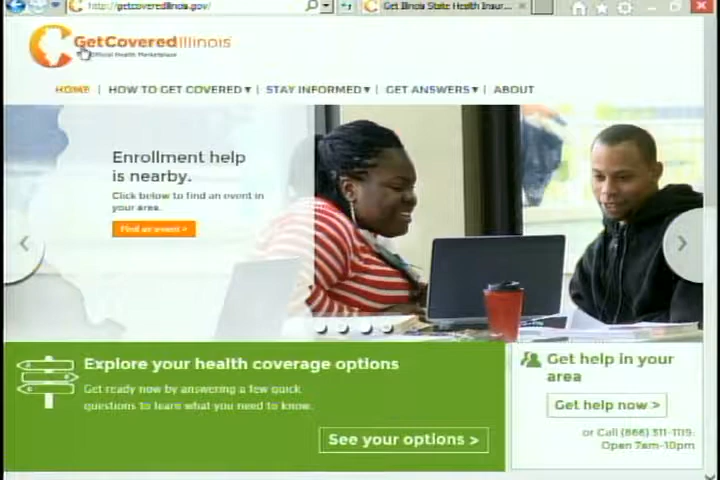 http://getcoveredillinois.gov/
Get Illinois State Health Insur...
GetCoveredIllinois
Official Health Marketplace
HOME | HOW TO GET COVERED | STAY INFORMED | GET ANSWERS | ABOUT
Enrollment help
is nearby.
Click below to find an event in
your area.
Find an event >
Explore your health coverage options
Get ready now by answering a few quick
questions to learn what you need to know.
See your options >
Get help in your
area
Get help now >
or Call (866) 311-1119:
Open 7am-10pm